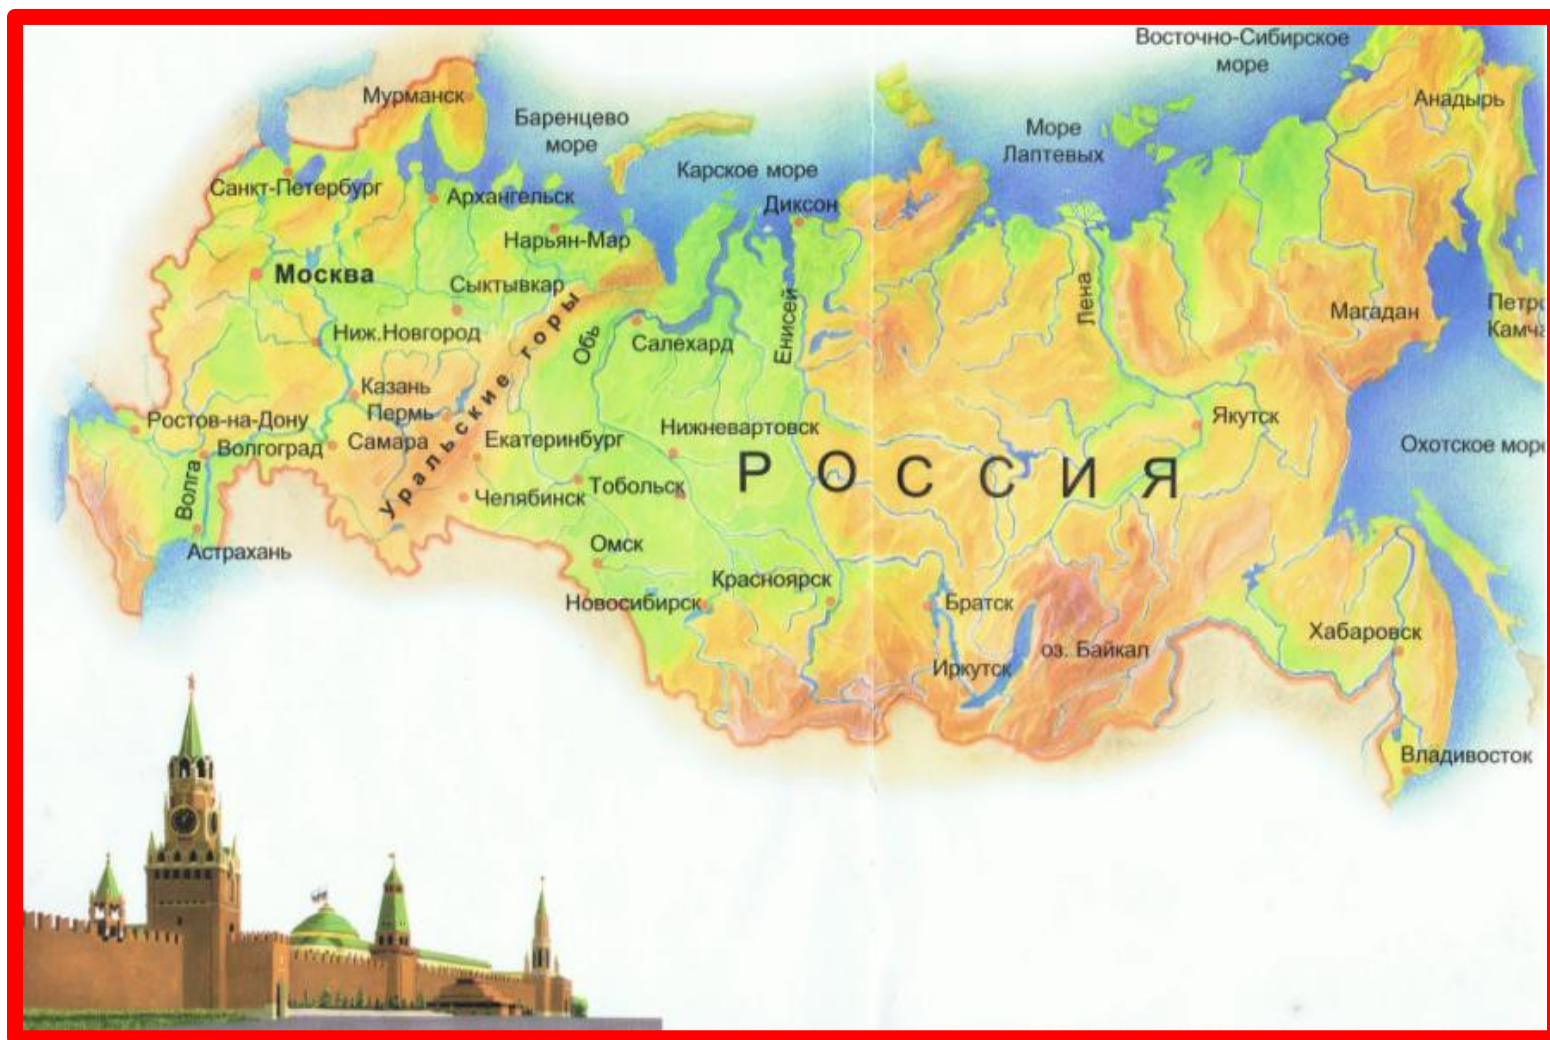 Восточно-Сибирское
море
Мурманск
Анадырь
Баренцево
море
Море
Лаптевых
Карское море
Санкт-Петербург
Архангельск
Диксон
Нарьян-Мар
Москва
Сыктывкар
Лена
Енисей
Магадан
Петро
Камча
Ниж.Новгород
Обь
Салехард
Уральские горы
Казань
Пермь
Ростов-на-Дону
Якутск
Нижневартовск
Волгоград
Самара
Екатеринбург
Охотское море
РОССИЯ
Волга
Челябинск
Тобольск
Астрахань
Омск
Красноярск
Новосибирск
Братск
Хабаровск
оз. Байкал
Иркутск
Владивосток